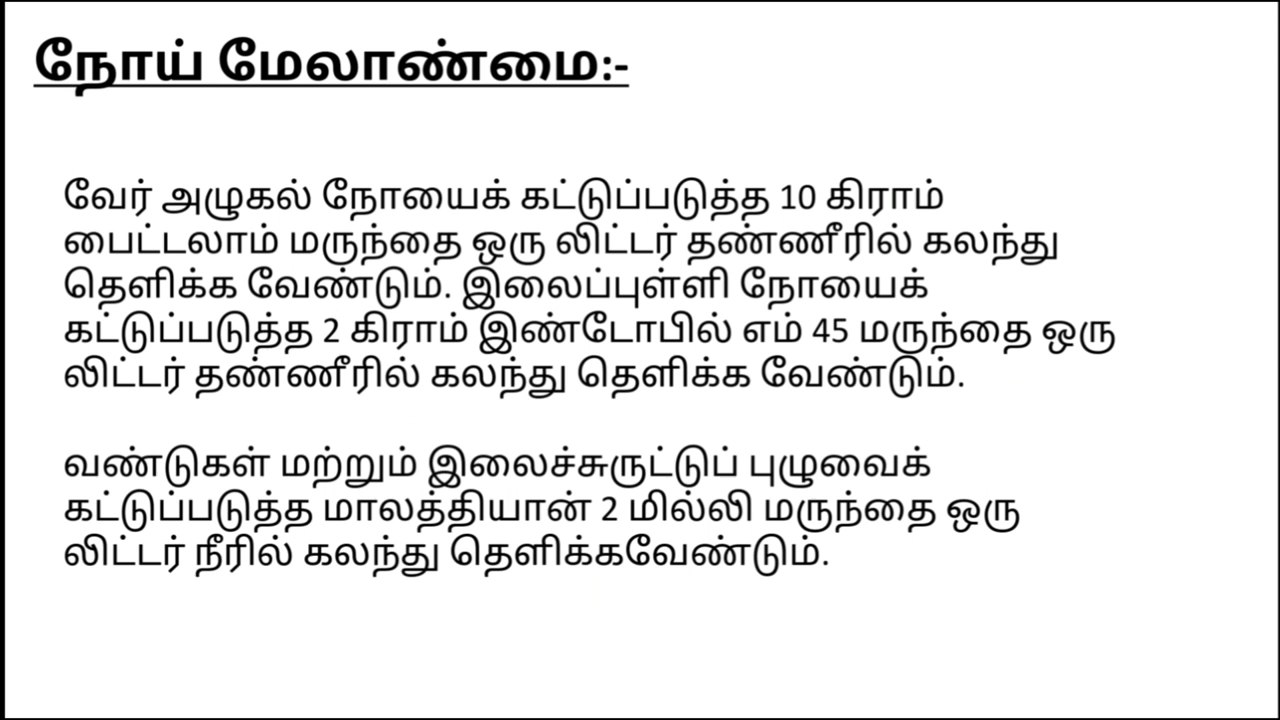 நோய் மேலாண்மை:-
வேர் அழுகல் நோயைக் கட்டுப்படுத்த 10 கிராம்
பைட்டலாம் மருந்தை ஒரு லிட்டர் தண்ணீரில் கலந்து
தெளிக்க வேண்டும். இலைப்புள்ளி நோயைக்
கட்டுப்படுத்த 2 கிராம் இண்டோபில் எம் 45 மருந்தை ஒரு
லிட்டர் தண்ணீரில் கலந்து தெளிக்க வேண்டும்.
வண்டுகள் மற்றும் இலைச்சுருட்டுப் புழுவைக்
கட்டுப்படுத்த மாலத்தியான் 2 மில்லி மருந்தை ஒரு
லிட்டர் நீரில் கலந்து தெளிக்கவேண்டும்.